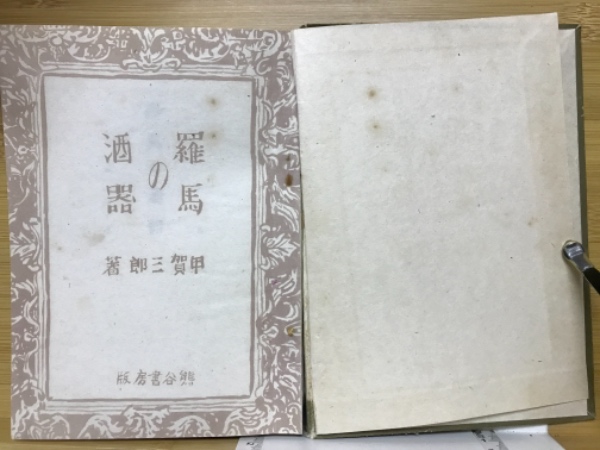 羅馬
の
酒器
甲賀三郎著
熊谷書房版